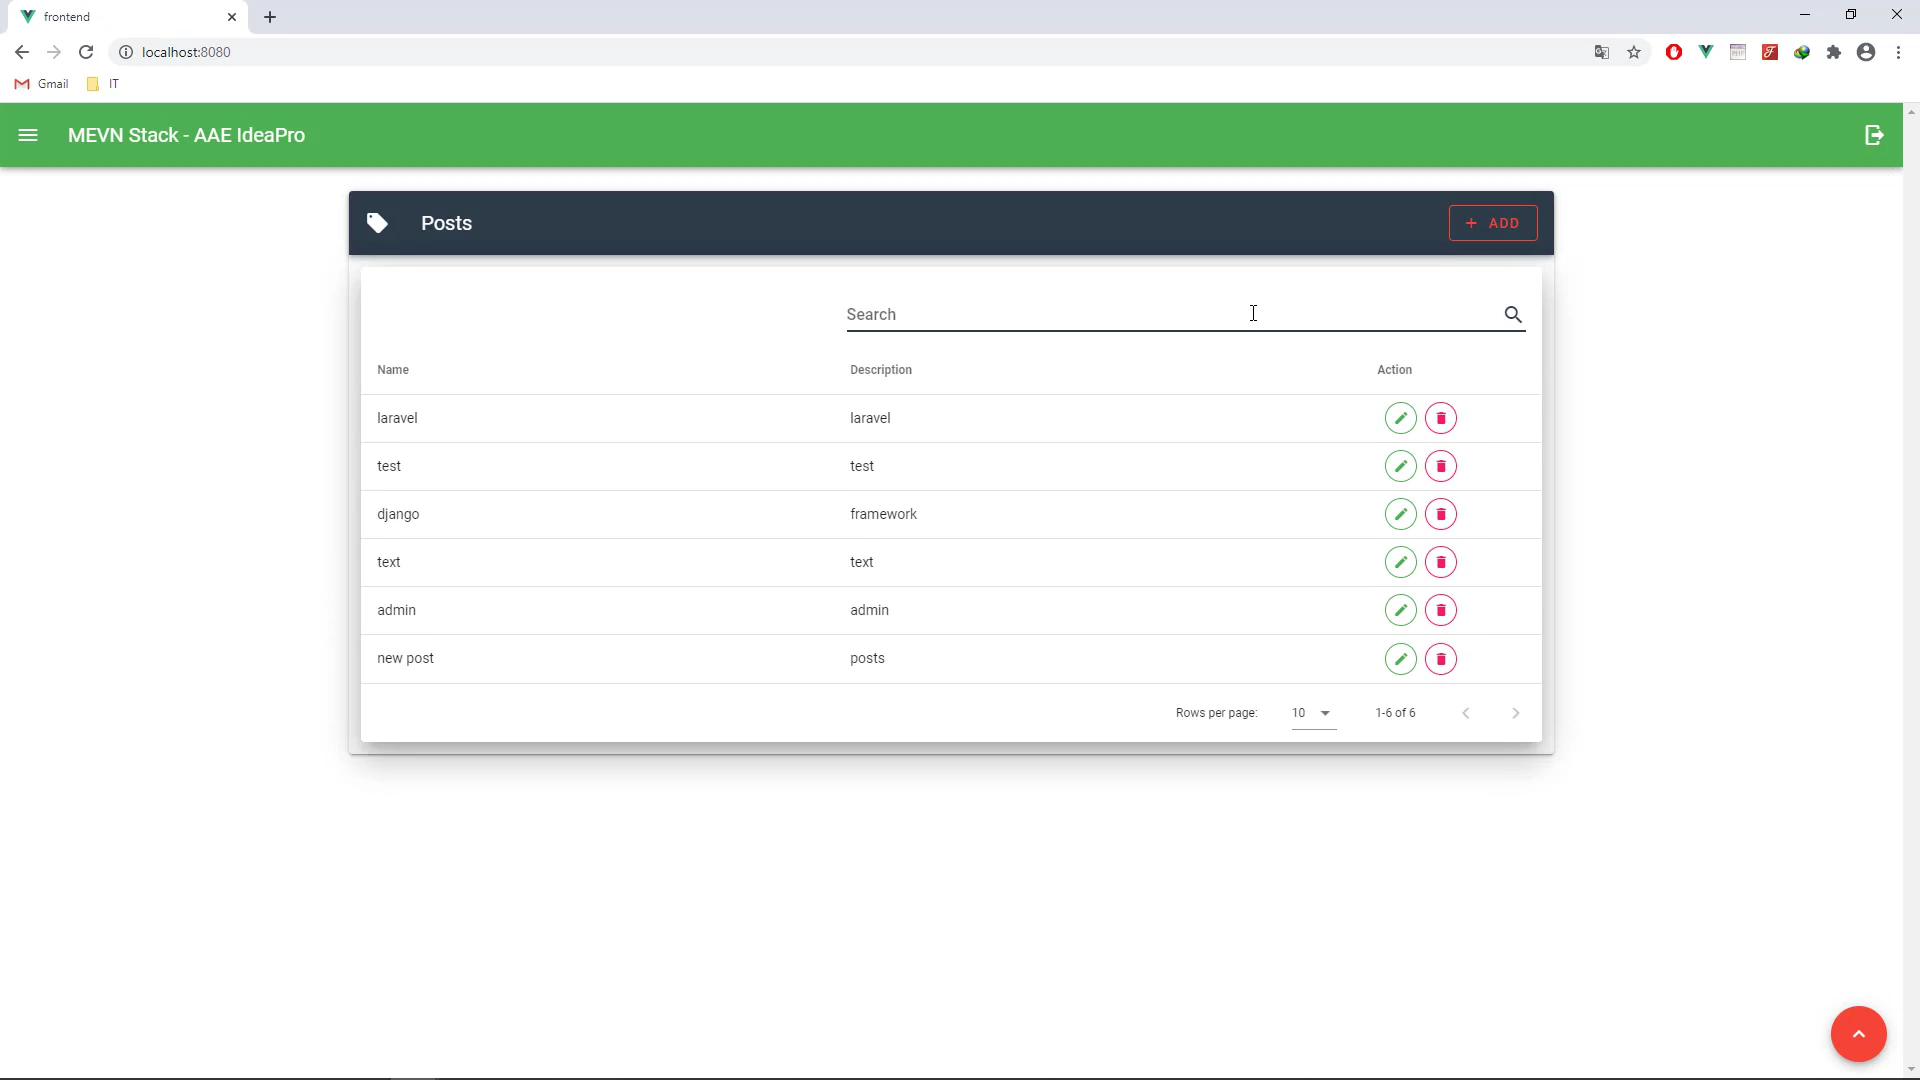 frontend
localhost:8080
Gmail IT
MEVN Stack - AAE IdeaPro
Posts + ADD
Search
Name Description Action
laravel laravel
test test
django framework
text text
admin admin
new post posts
Rows per page: 10 1-6 of 6